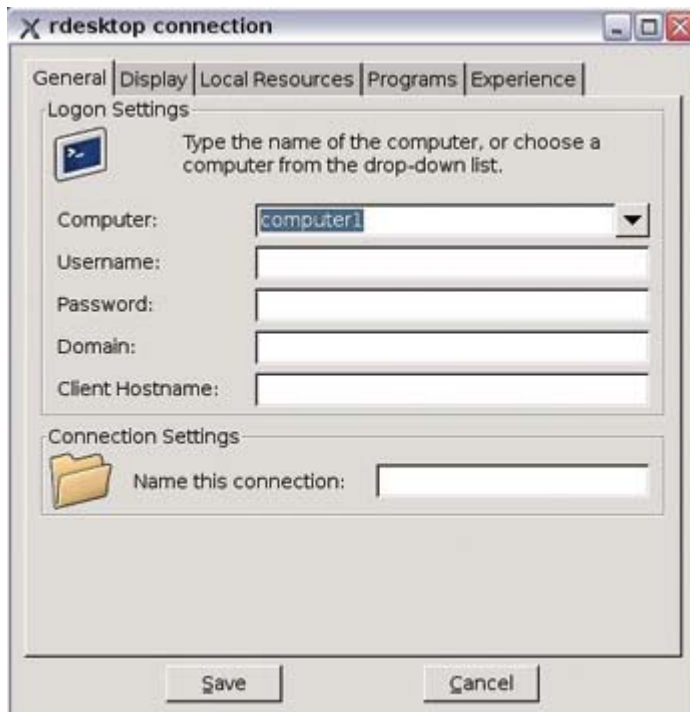 rdesktop connection
General Display Local Resources Programs Experience
Logon Settings
Type the name of the computer, or choose a
computer from the drop-down list.
Computer: computer1
Username:
Password:
Domain:
Client Hostname:
Connection Settings
Name this connection:
Save Cancel